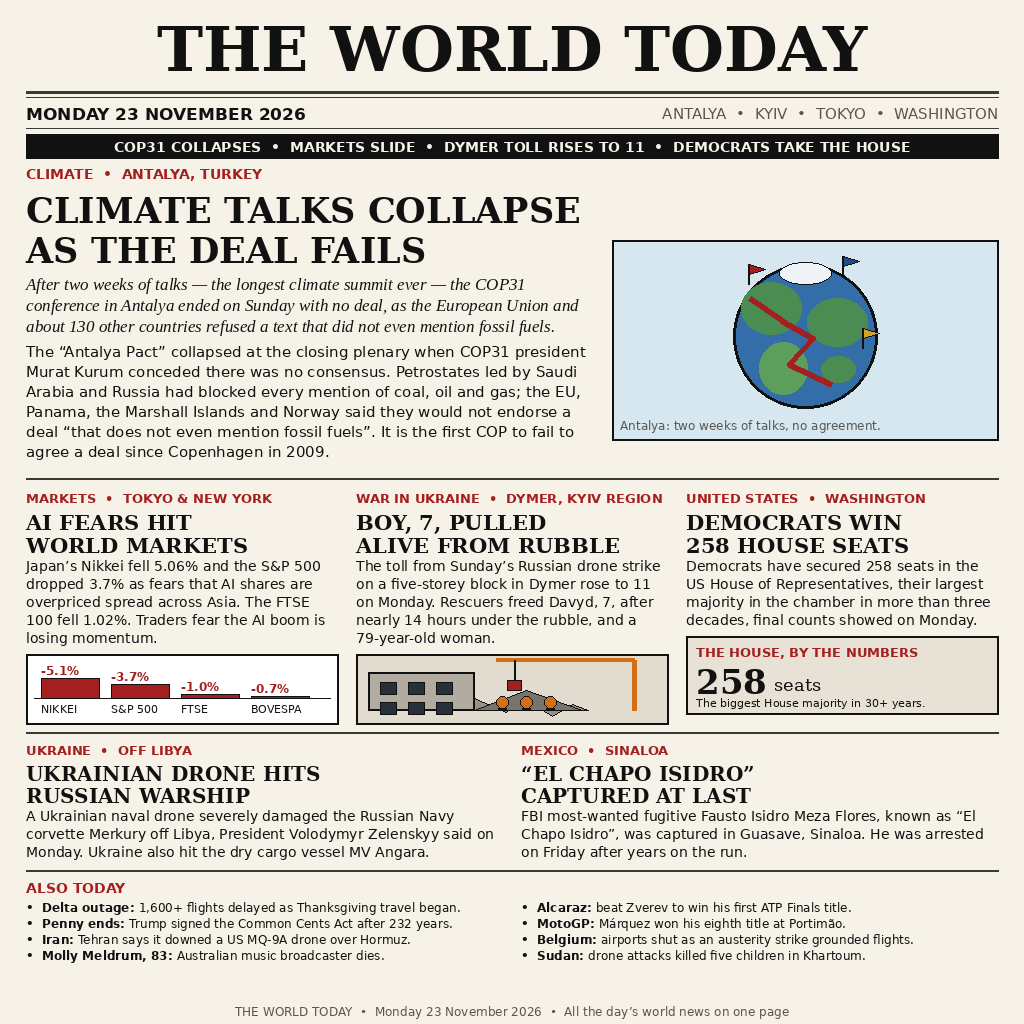 THE WORLD TODAY
MONDAY 23 NOVEMBER 2026
ANTALYA • KYIV • TOKYO • WASHINGTON
COP31 COLLAPSES • MARKETS SLIDE • DYMER TOLL RISES TO 11 • DEMOCRATS TAKE THE HOUSE
CLIMATE • ANTALYA, TURKEY
CLIMATE TALKS COLLAPSE
AS THE DEAL FAILS
After two weeks of talks — the longest climate summit ever — the COP31
conference in Antalya ended on Sunday with no deal, as the European Union and
about 130 other countries refused a text that did not even mention fossil fuels.
The “Antalya Pact” collapsed at the closing plenary when COP31 president
Murat Kurum conceded there was no consensus. Petrostates led by Saudi
Arabia and Russia had blocked every mention of coal, oil and gas; the EU,
Panama, the Marshall Islands and Norway said they would not endorse a
deal “that does not even mention fossil fuels”. It is the first COP to fail to
agree a deal since Copenhagen in 2009.
Antalya: two weeks of talks, no agreement.
MARKETS • TOKYO & NEW YORK
AI FEARS HIT
WORLD MARKETS
Japan’s Nikkei fell 5.06% and the S&P 500
dropped 3.7% as fears that AI shares are
overpriced spread across Asia. The FTSE
100 fell 1.02%. Traders fear the AI boom is
losing momentum.
-5.1%
-3.7%
-1.0%
-0.7%
NIKKEI
S&P 500
FTSE
BOVESPA
WAR IN UKRAINE • DYMER, KYIV REGION
BOY, 7, PULLED
ALIVE FROM RUBBLE
The toll from Sunday’s Russian drone strike
on a five-storey block in Dymer rose to 11
on Monday. Rescuers freed Davyd, 7, after
nearly 14 hours under the rubble, and a
79-year-old woman.
UNITED STATES • WASHINGTON
DEMOCRATS WIN
258 HOUSE SEATS
Democrats have secured 258 seats in the
US House of Representatives, their largest
majority in the chamber in more than three
decades, final counts showed on Monday.
THE HOUSE, BY THE NUMBERS
258 seats
The biggest House majority in 30+ years.
UKRAINE • OFF LIBYA
UKRAINIAN DRONE HITS
RUSSIAN WARSHIP
A Ukrainian naval drone severely damaged the Russian Navy
corvette Merkury off Libya, President Volodymyr Zelenskyy said on
Monday. Ukraine also hit the dry cargo vessel MV Angara.
MEXICO • SINALOA
“EL CHAPO ISIDRO”
CAPTURED AT LAST
FBI most-wanted fugitive Fausto Isidro Meza Flores, known as “El
Chapo Isidro”, was captured in Guasave, Sinaloa. He was arrested
on Friday after years on the run.
ALSO TODAY
• Delta outage: 1,600+ flights delayed as Thanksgiving travel began.
• Penny ends: Trump signed the Common Cents Act after 232 years.
• Iran: Tehran says it downed a US MQ-9A drone over Hormuz.
• Molly Meldrum, 83: Australian music broadcaster dies.
• Alcaraz: beat Zverev to win his first ATP Finals title.
• MotoGP: Márquez won his eighth title at Portimão.
• Belgium: airports shut as an austerity strike grounded flights.
• Sudan: drone attacks killed five children in Khartoum.
THE WORLD TODAY • Monday 23 November 2026 • All the day’s world news on one page